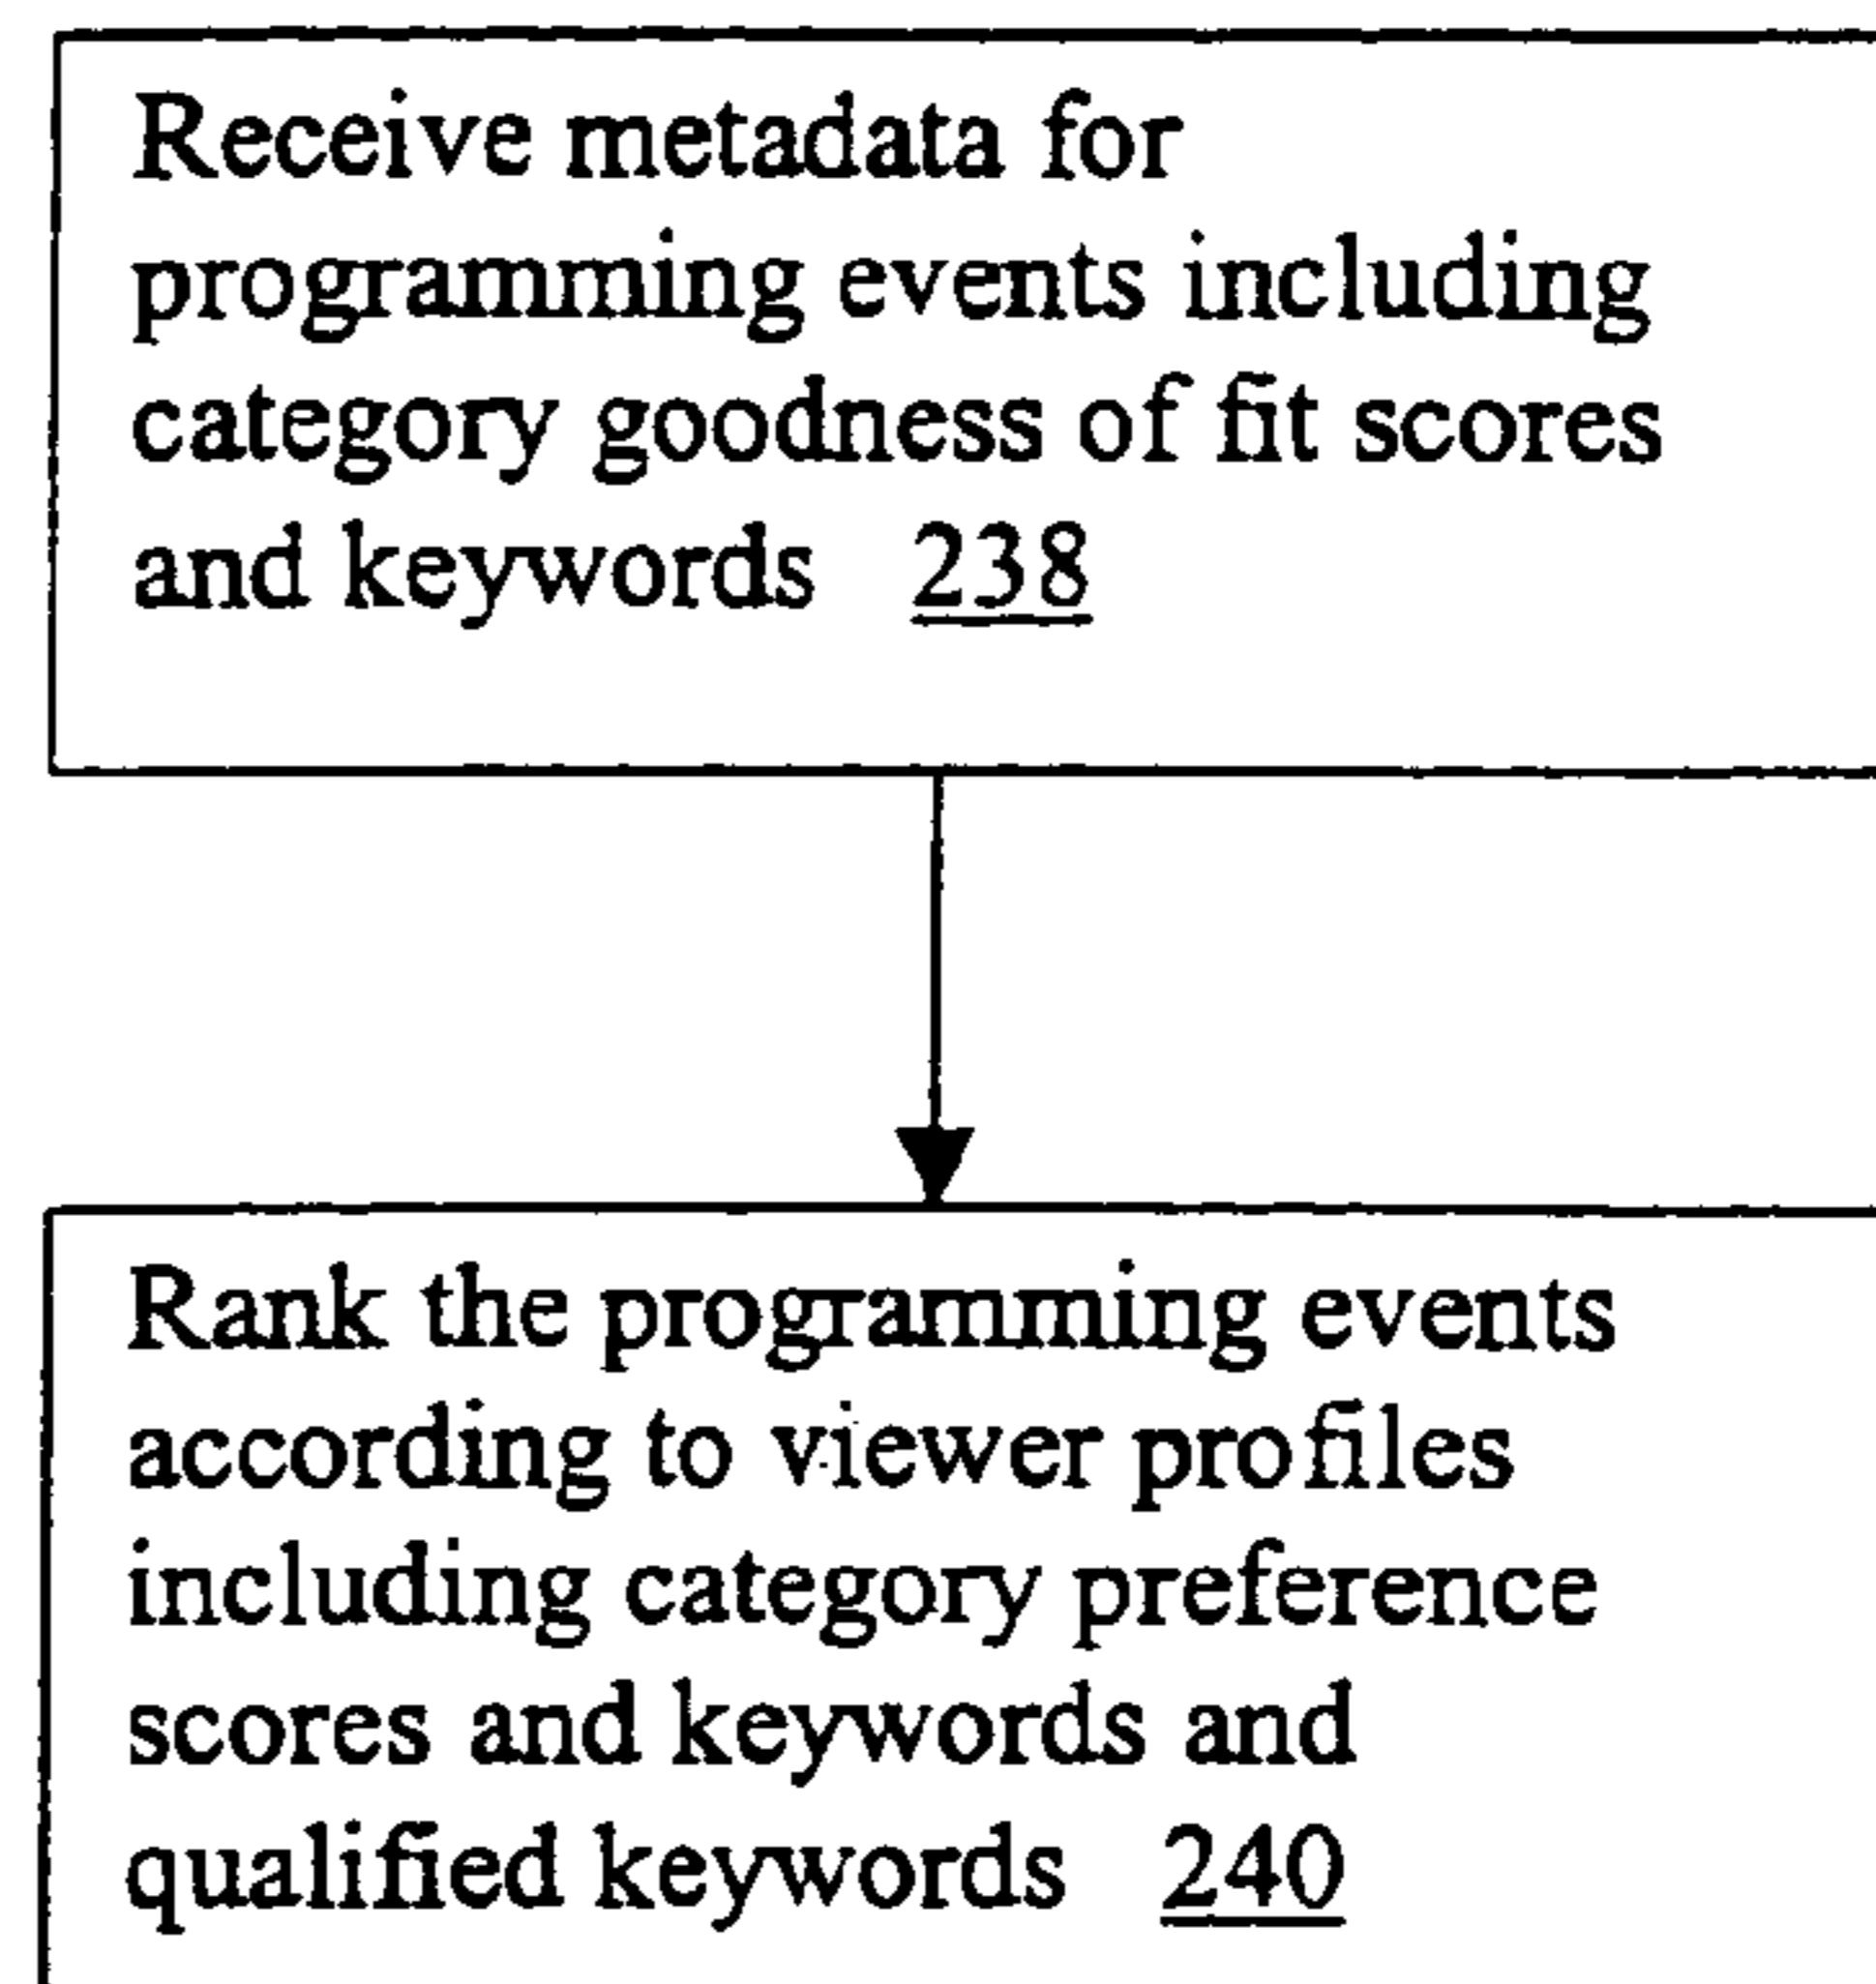 Receive metadata for
programming events including
category goodness of fit scores
and keywords 238
Rank the programming events
according to viewer profiles
including category preference
scores and keywords and
qualified keywords 240